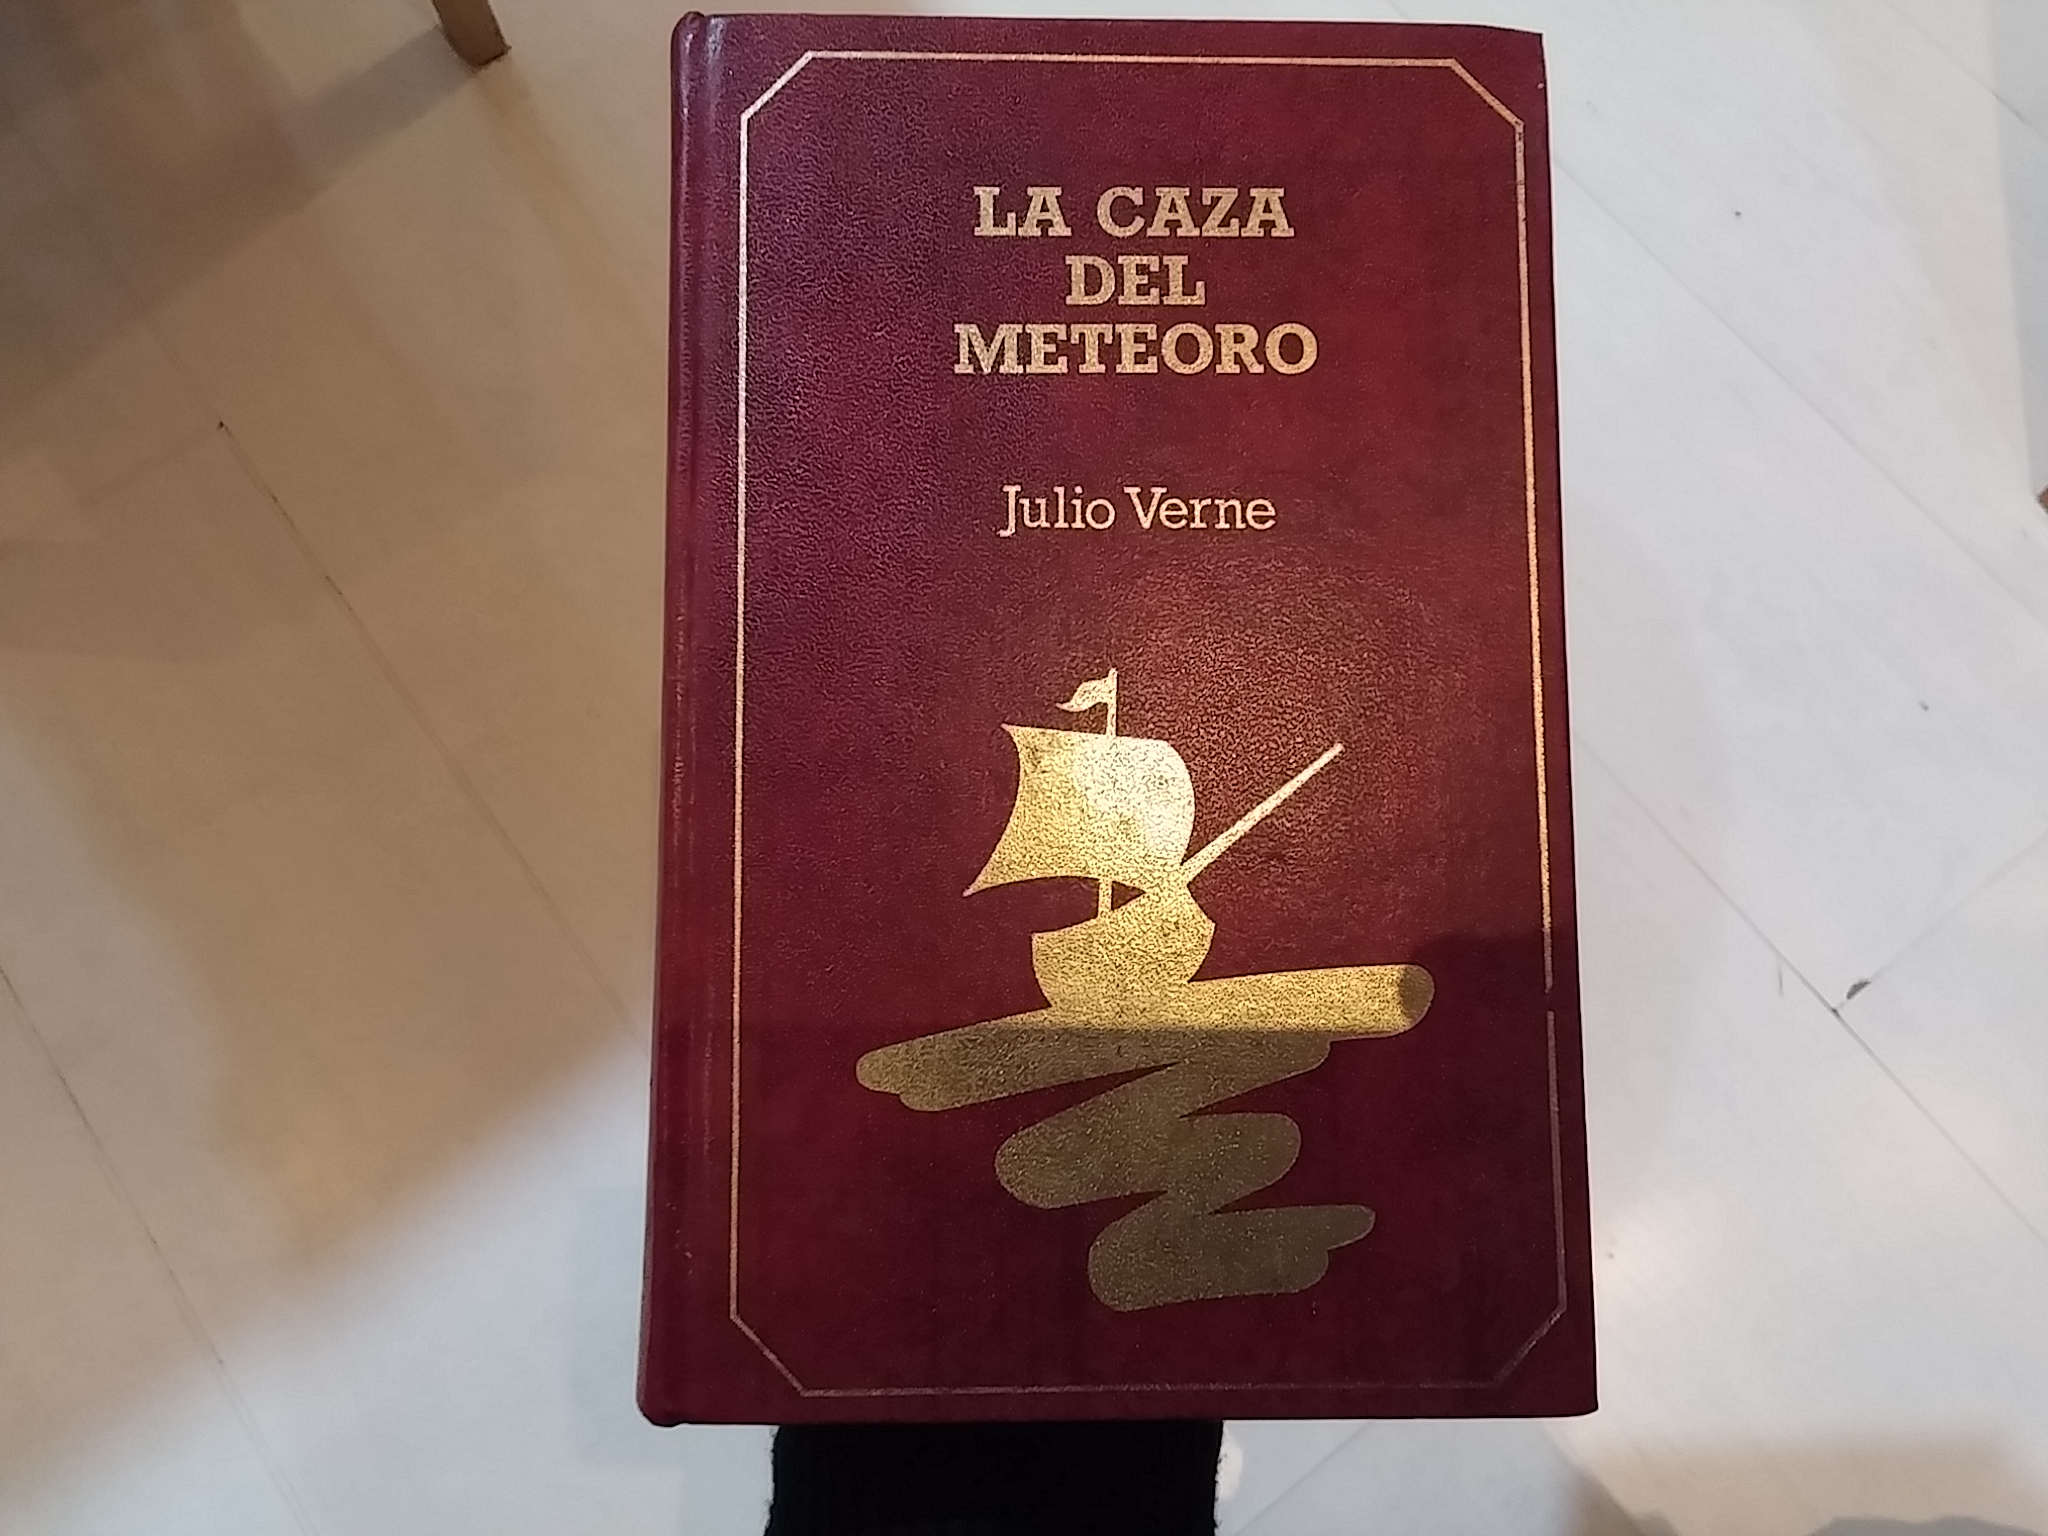 LA CAZA
DEL
METEORO
Julio Verne